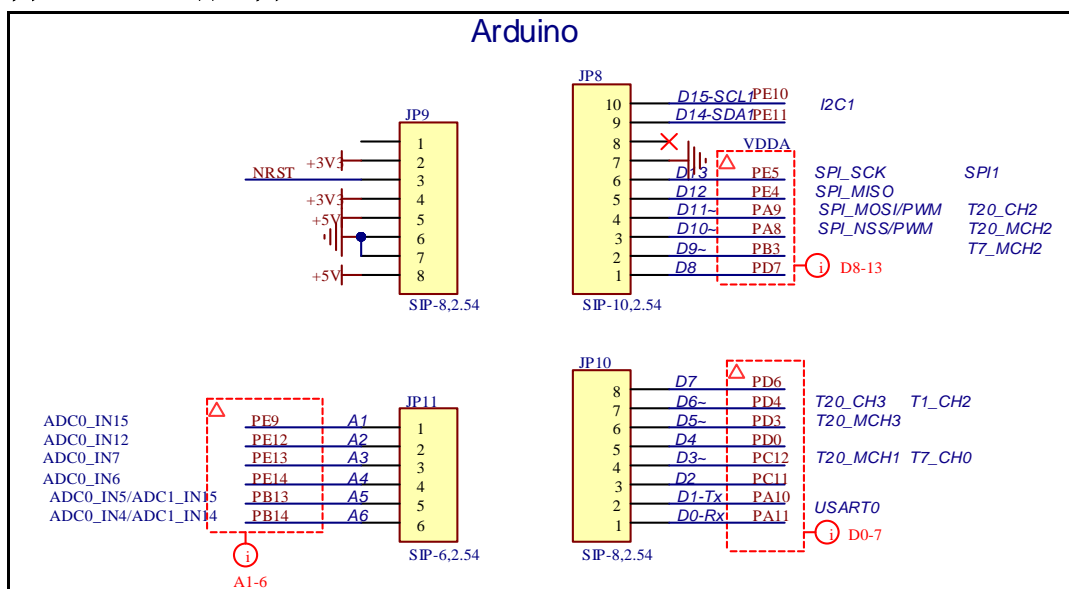 Arduino
JP9
1
+3V3 2
NRST 3
+3V3 4
+5V 5
6
7
+5V 8
SIP-8,2.54
JP8
10 D15-SCL1 PE10 I2C1
9 D14-SDA1 PE11
8
7 VDDA
6 D13 PE5 SPI_SCK SPI1
5 D12 PE4 SPI_MISO
4 D11~ PA9 SPI_MOSI/PWM T20_CH2
3 D10~ PA8 SPI_NSS/PWM T20_MCH2
2 D9~ PB3 T7_MCH2
1 D8 PD7
i D8-13
SIP-10,2.54
JP11
ADC0_IN15 PE9 A1 1
ADC0_IN12 PE12 A2 2
ADC0_IN7 PE13 A3 3
ADC0_IN6 PE14 A4 4
ADC0_IN5/ADC1_IN15 PB13 A5 5
ADC0_IN4/ADC1_IN14 PB14 A6 6
SIP-6,2.54
i
A1-6
JP10
8 D7 PD6
7 D6~ PD4 T20_CH3 T1_CH2
6 D5~ PD3 T20_MCH3
5 D4 PD0
4 D3~ PC12 T20_MCH1 T7_CH0
3 D2 PC11
2 D1-Tx PA10 USART0
1 D0-Rx PA11
i D0-7
SIP-8,2.54